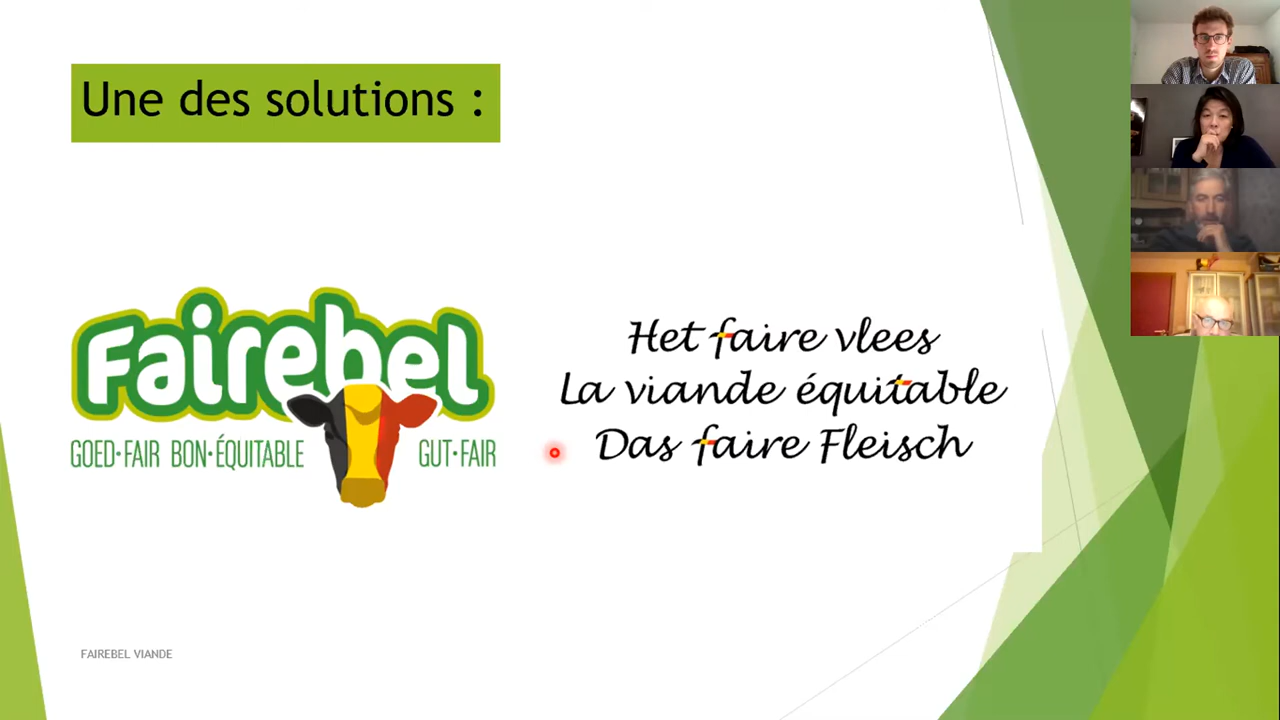 Une des solutions :
Fairebel
GOED•FAIR BON•ÉQUITABLE GUT•FAIR
Het faire vlees
La viande équitable
Das faire Fleisch
FAIREBEL VIANDE